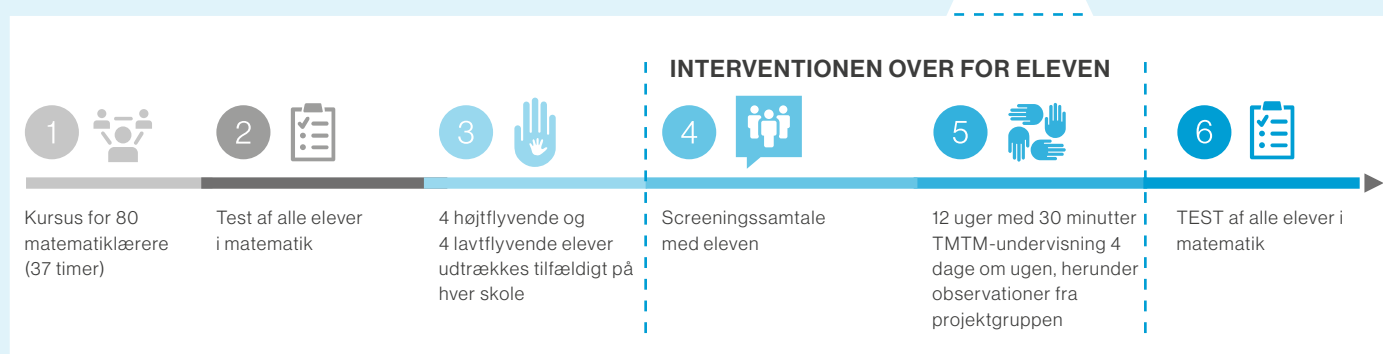 INTERVENTIONEN OVER FOR ELEVEN
1
Kursus for 80
matematiklærere
(37 timer)
2
Test af alle elever
i matematik
3
4 højtflyvende og
4 lavtflyvende elever
udtrækkes tilfældigt på
hver skole
4
Screeningssamtale
med eleven
5
12 uger med 30 minutter
TMTM-undervisning 4
dage om ugen, herunder
observationer fra
projektgruppen
6
TEST af alle elever i
matematik